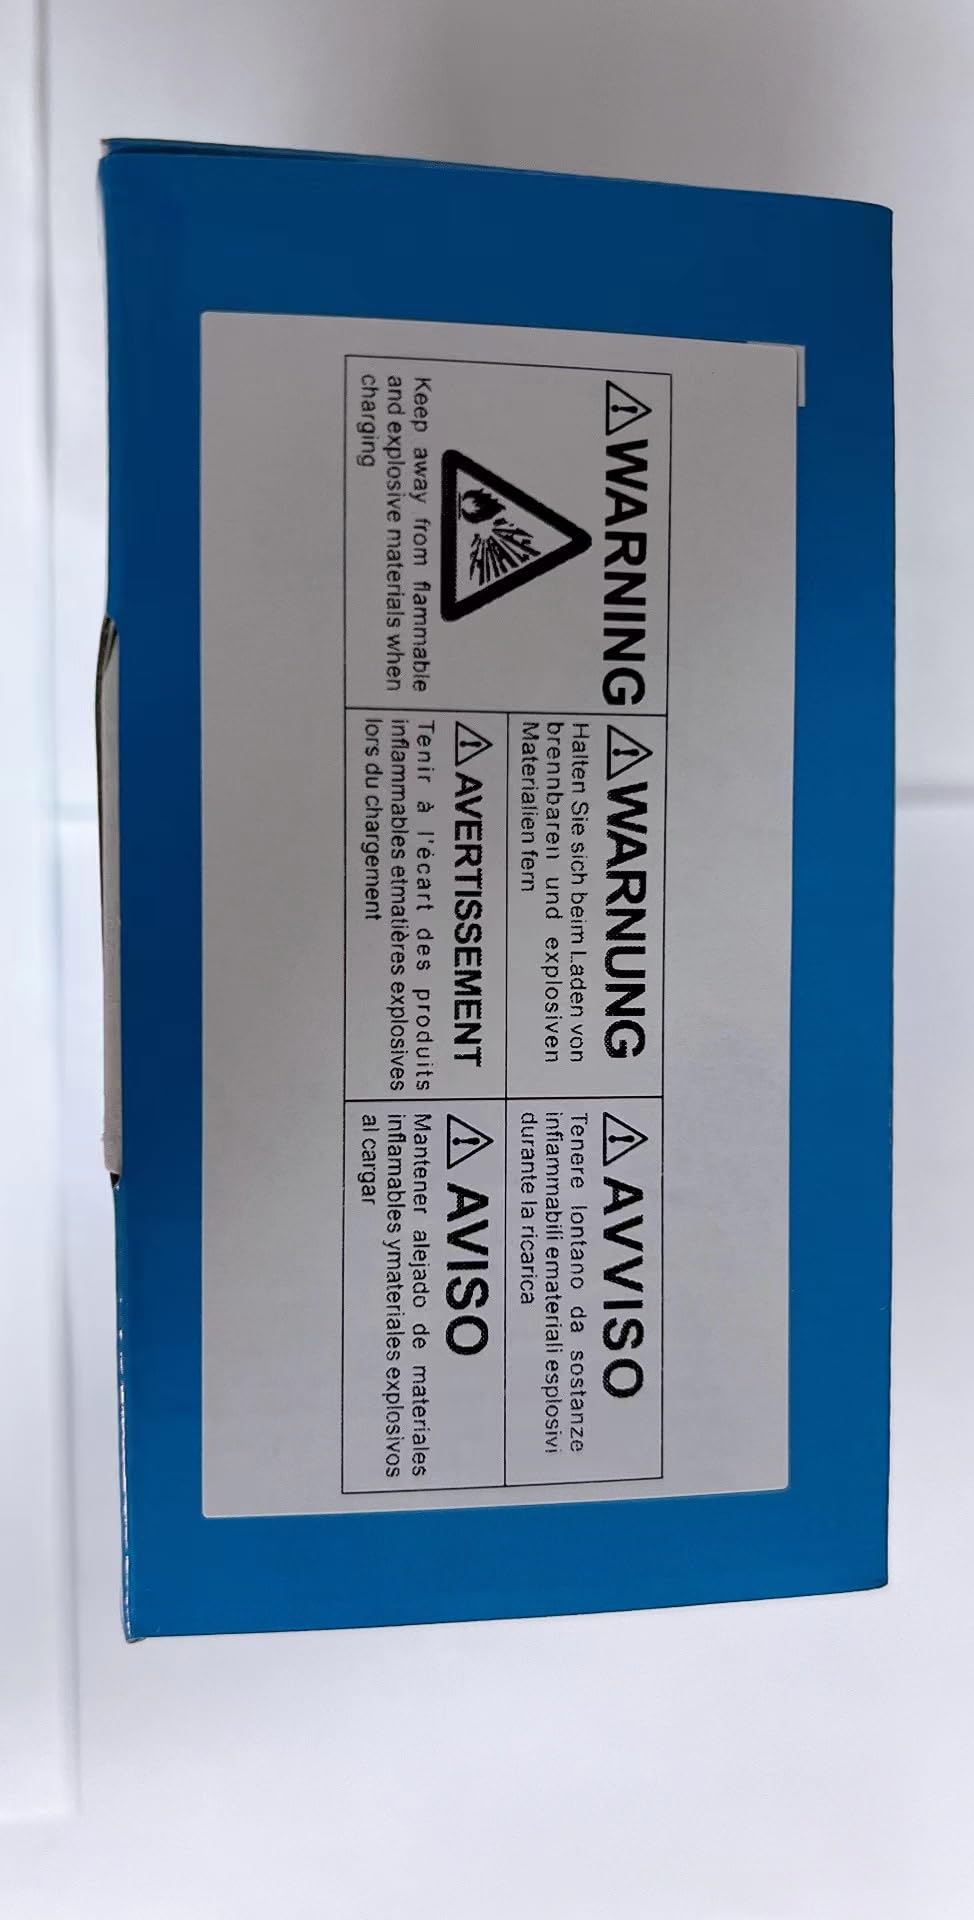 ⚠WARNING
Keep away from flammable
and explosive materials when
charging
⚠WARNUNG
Halten Sie sich beim Laden von
brennbaren und explosiven
Materialien fern
⚠AVVISO
Tenere lontano da sostanze
infiammabili emateriali esplosivi
durante la ricarica
⚠AVERTISSEMENT
Tenir à l'écart des produits
inflammables etmatières explosives
lors du chargement
⚠AVISO
Mantener alejado de materiales
inflamables ymateriales explosivos
al cargar